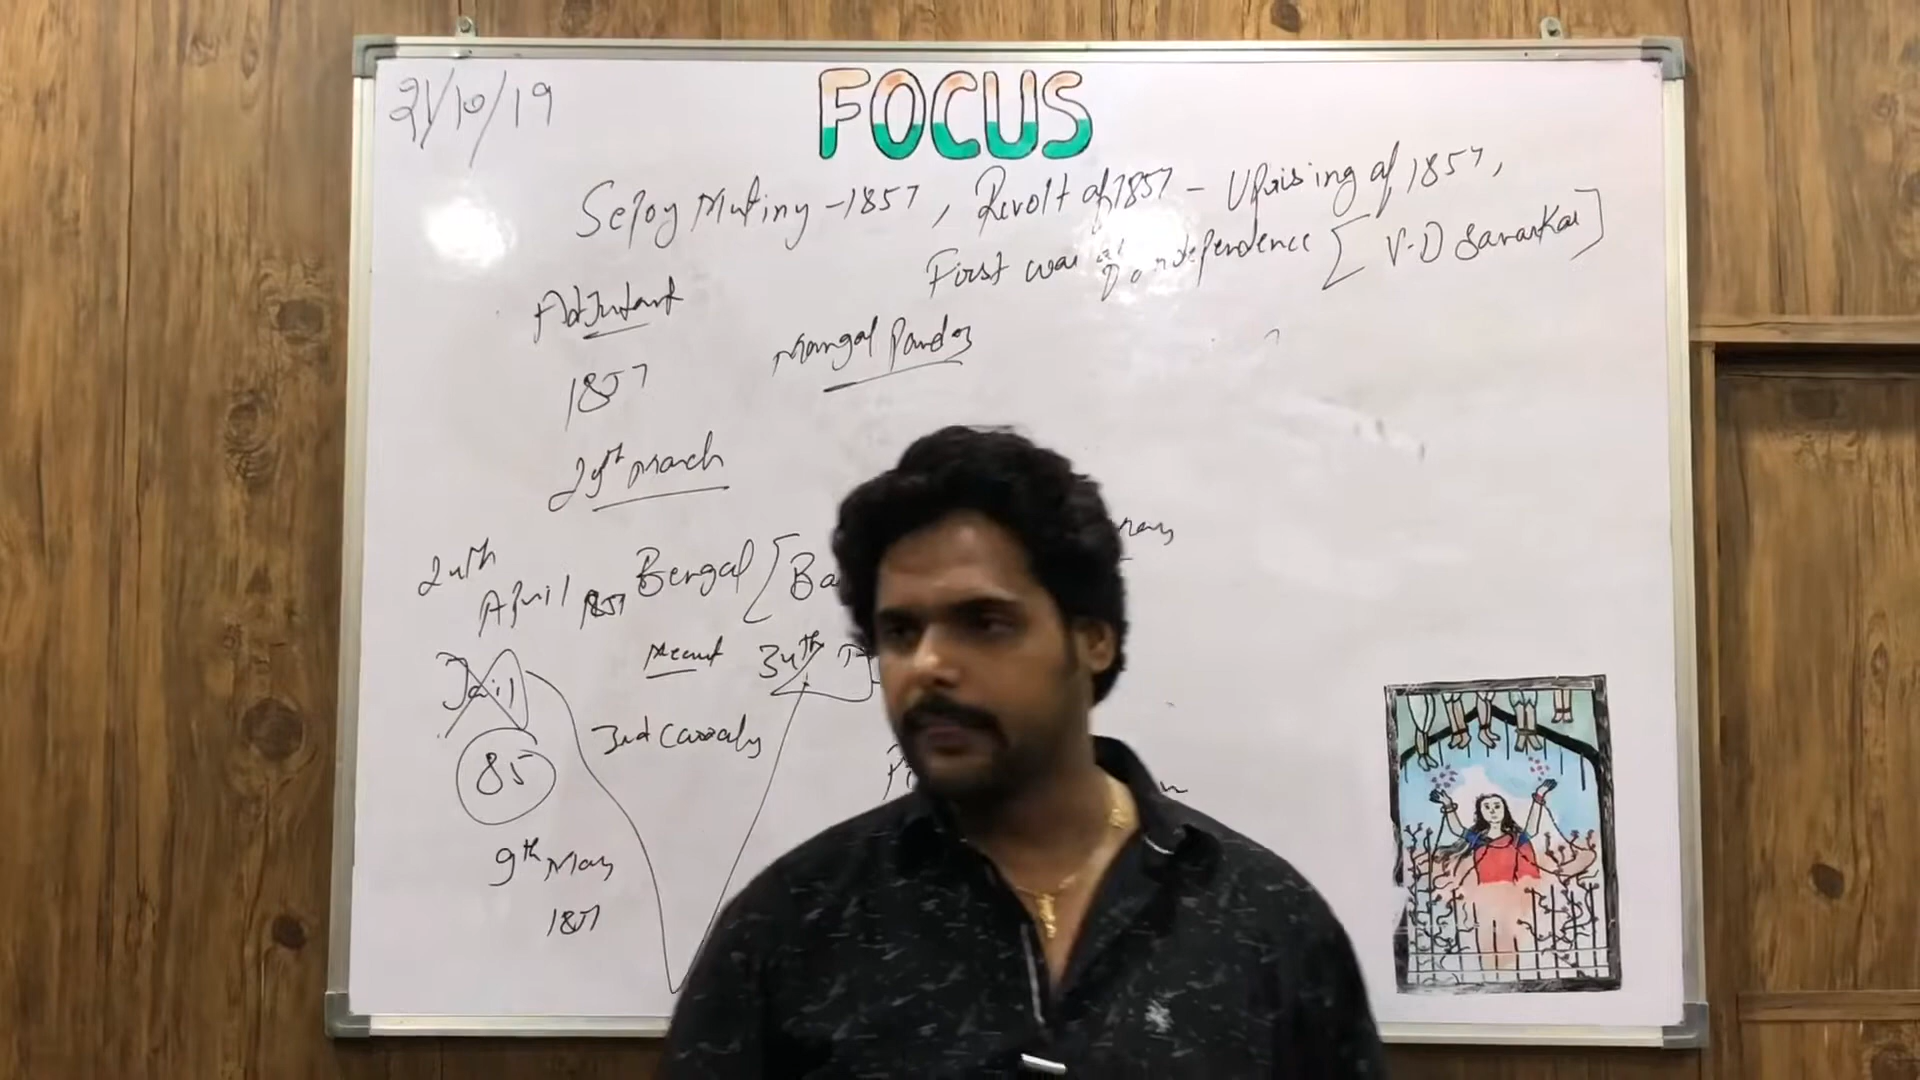 21/10/19
FOCUS
Sepoy Mutiny - 1857, Revolt of 1857 - Uprising of 1857,
First war of Independence [V.D Savarkar]
Adjutant
Mangal Pandey
1857
29th March
24th
April 1857
Bengal [Ba
34th
Jail
3rd Cavalry
85
9th May
1857